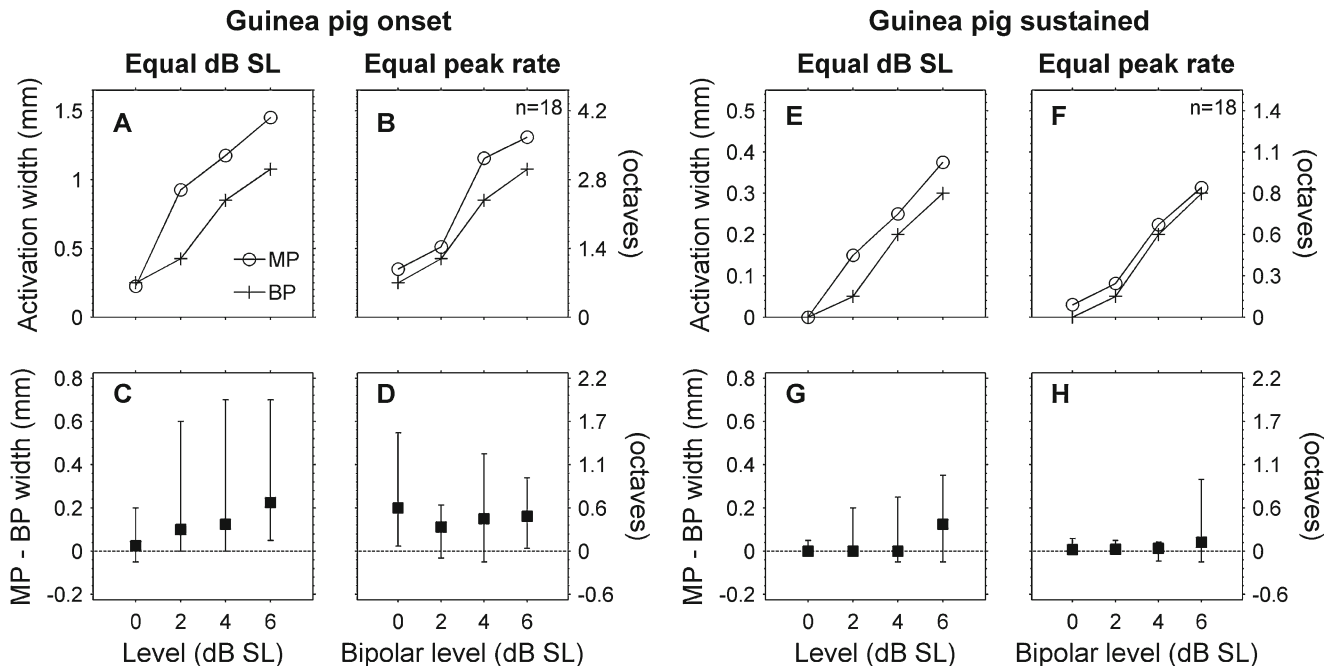 Guinea pig onset
Guinea pig sustained
Equal dB SL
Equal peak rate
Equal dB SL
Equal peak rate
Activation width (mm)
1.5
1
0.5
0
A
MP
BP
B
n=18
4.2
2.8
1.4
0
(octaves)
Activation width (mm)
0.5
0.4
0.3
0.2
0.1
0
E
F
n=18
1.4
1.1
0.8
0.6
0.3
0
(octaves)
MP - BP width (mm)
0.8
0.6
0.4
0.2
0
-0.2
C
0 2 4 6
Level (dB SL)
D
0 2 4 6
Bipolar level (dB SL)
2.2
1.7
1.1
0.6
0
-0.6
(octaves)
MP - BP width (mm)
0.8
0.6
0.4
0.2
0
-0.2
G
0 2 4 6
Level (dB SL)
H
0 2 4 6
Bipolar level (dB SL)
2.2
1.7
1.1
0.6
0
-0.6
(octaves)